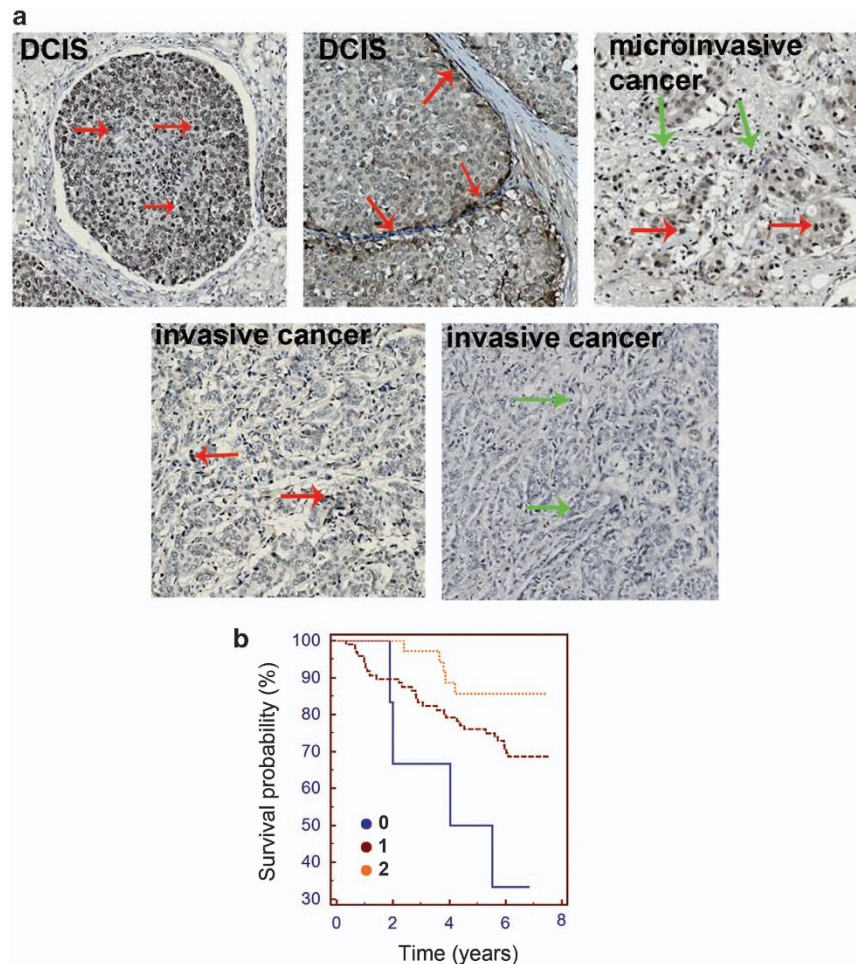 a
DCIS
DCIS
microinvasive
cancer
invasive cancer
invasive cancer
b
Survival probability (%)
100
90
80
70
60
50
40
30
0
1
2
0 2 4 6 8
Time (years)